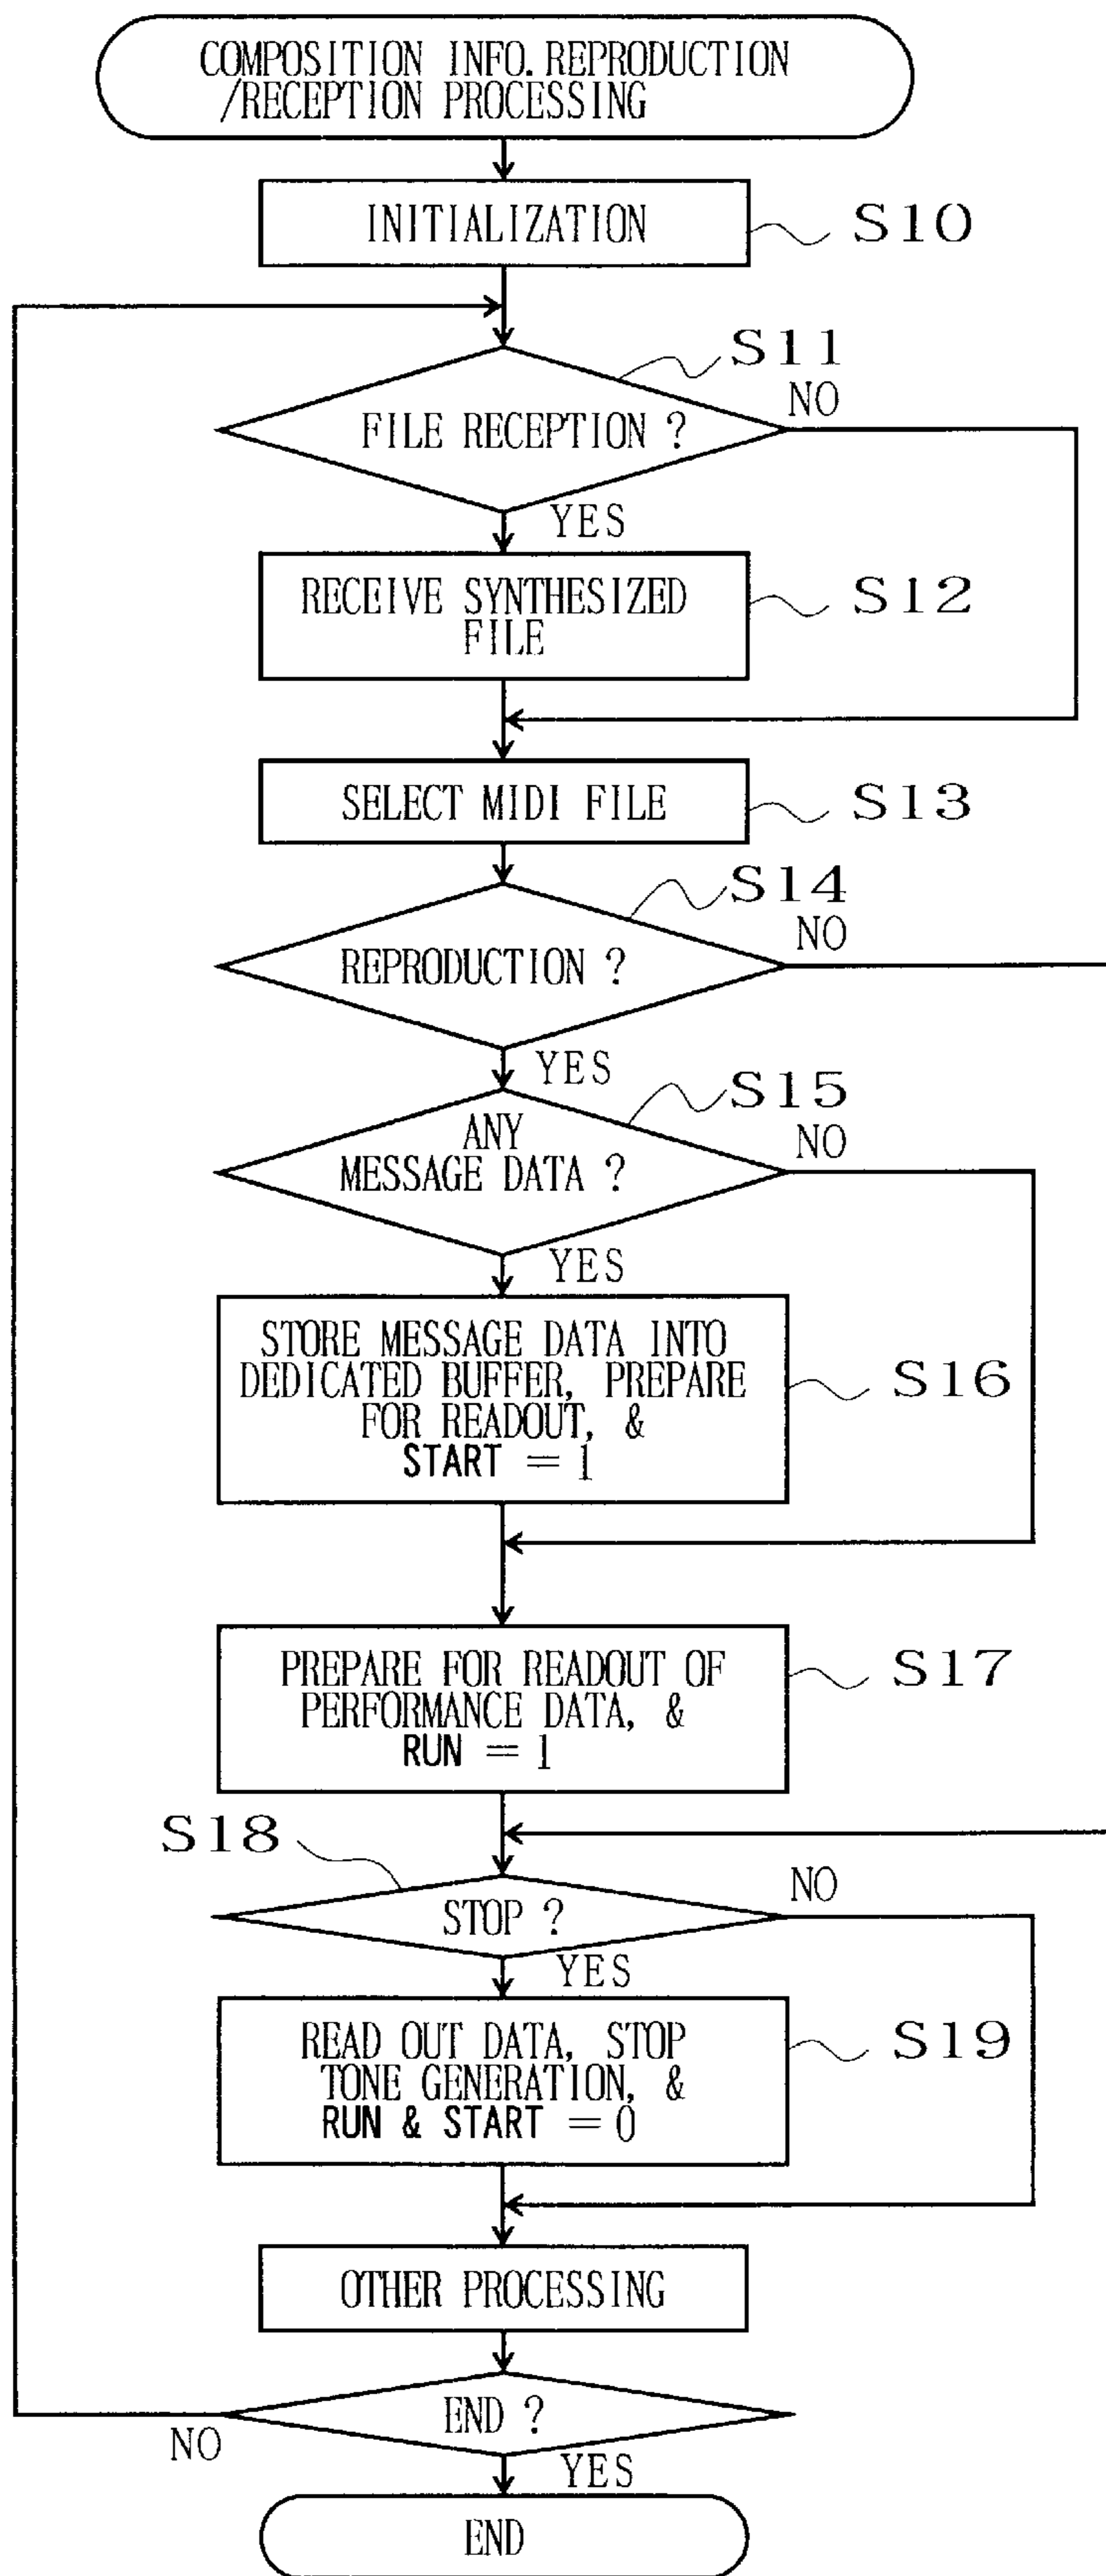 COMPOSITION INFO. REPRODUCTION
/RECEPTION PROCESSING
INITIALIZATION
S10
S11
NO
FILE RECEPTION ?
YES
RECEIVE SYNTHESIZED
FILE
S12
SELECT MIDI FILE
S13
S14
NO
REPRODUCTION ?
YES
S15
NO
ANY
MESSAGE DATA ?
YES
STORE MESSAGE DATA INTO
DEDICATED BUFFER, PREPARE
FOR READOUT, &
START = 1
S16
PREPARE FOR READOUT OF
PERFORMANCE DATA, &
RUN = 1
S17
S18
NO
STOP ?
YES
READ OUT DATA, STOP
TONE GENERATION, &
RUN & START = 0
S19
OTHER PROCESSING
END ?
NO
YES
END